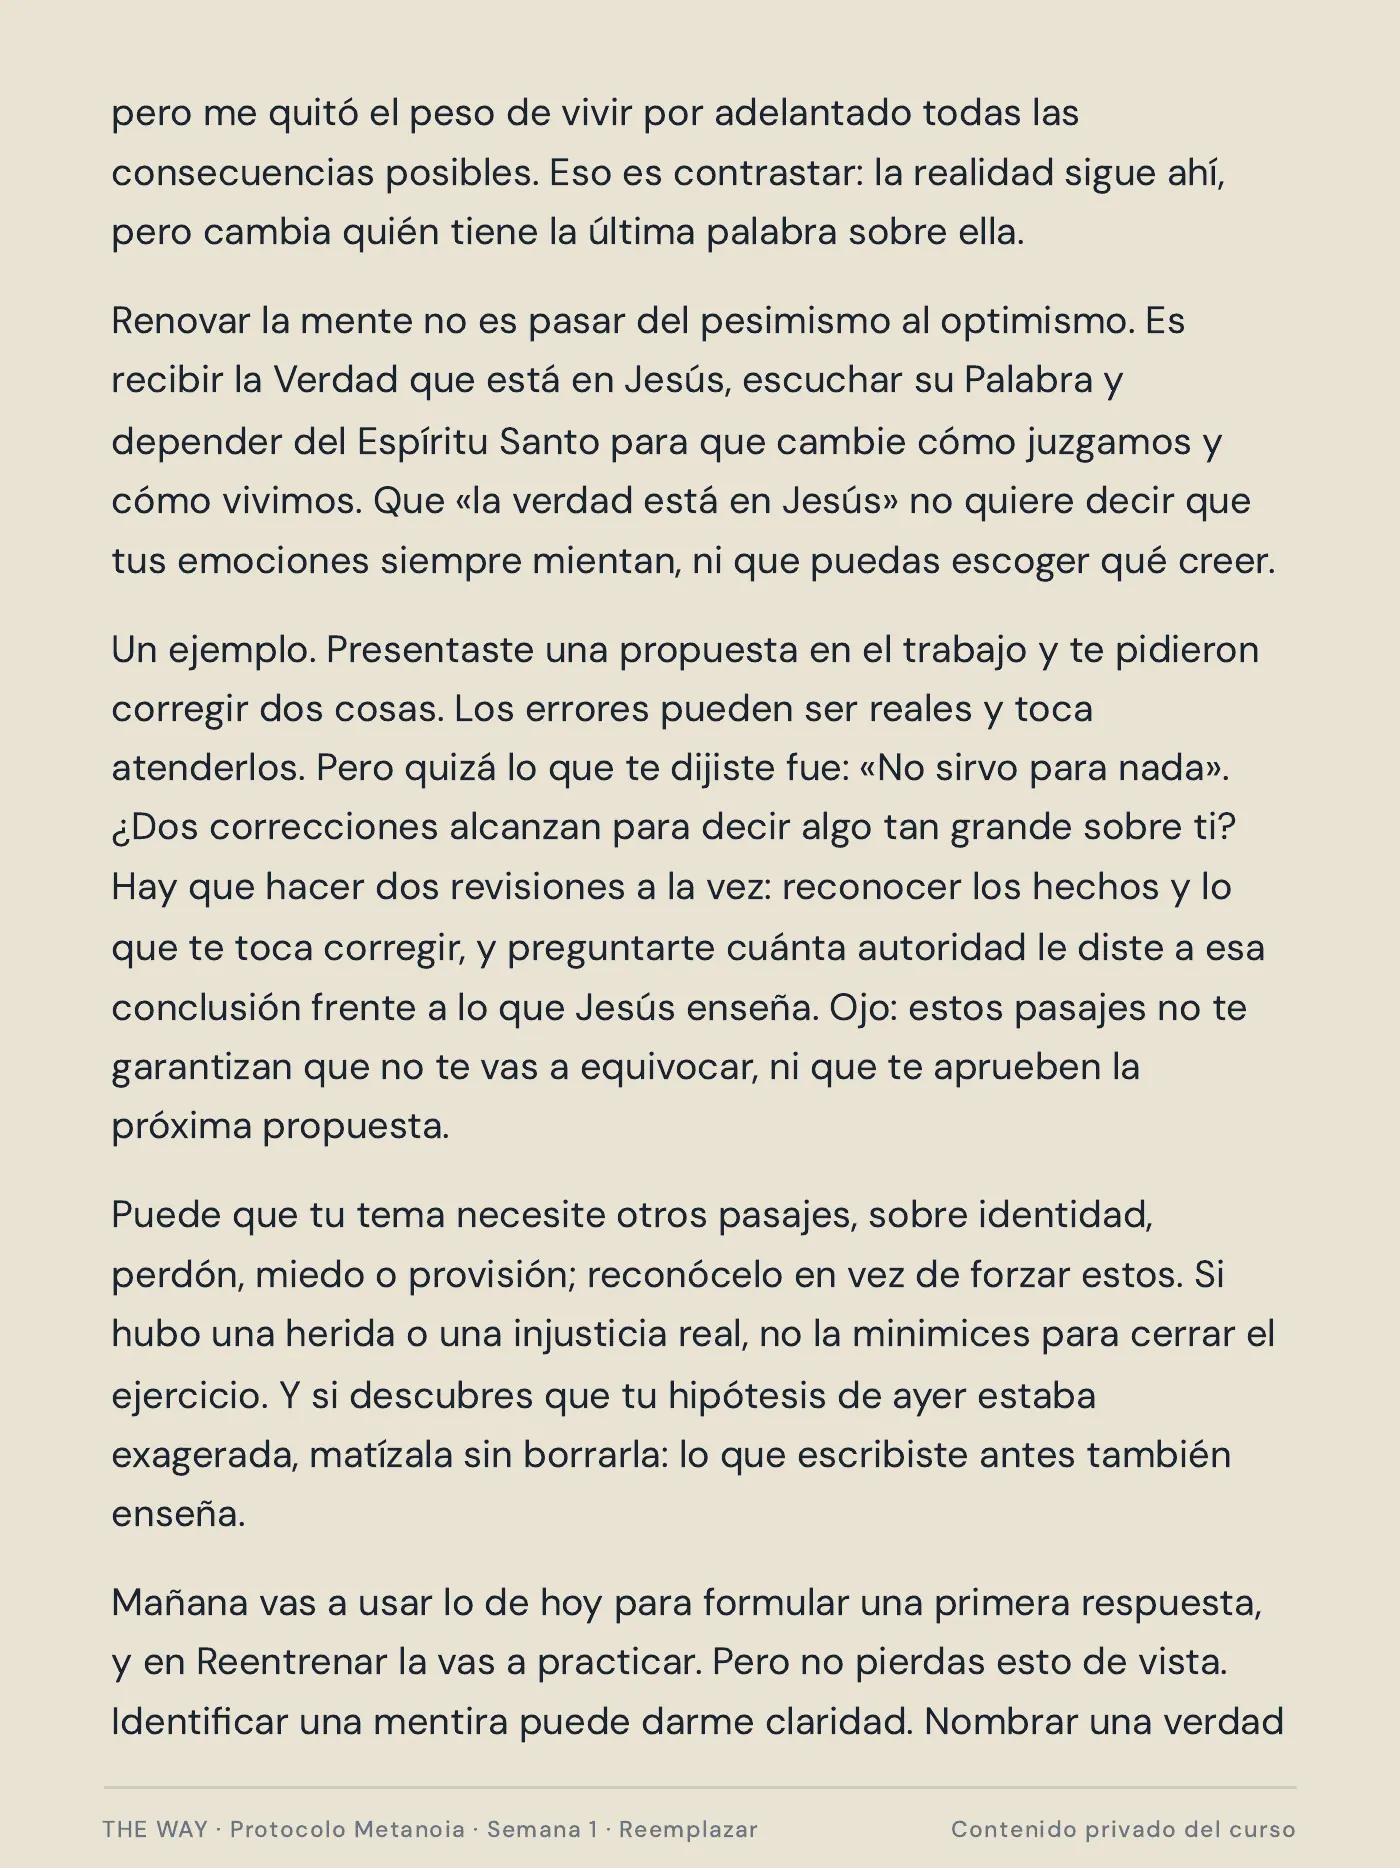 pero me quitó el peso de vivir por adelantado todas las
consecuencias posibles. Eso es contrastar: la realidad sigue ahí,
pero cambia quién tiene la última palabra sobre ella.
Renovar la mente no es pasar del pesimismo al optimismo. Es
recibir la Verdad que está en Jesús, escuchar su Palabra y
depender del Espíritu Santo para que cambie cómo juzgamos y
cómo vivimos. Que «la verdad está en Jesús» no quiere decir que
tus emociones siempre mientan, ni que puedas escoger qué creer.
Un ejemplo. Presentaste una propuesta en el trabajo y te pidieron
corregir dos cosas. Los errores pueden ser reales y toca
atenderlos. Pero quizá lo que te dijiste fue: «No sirvo para nada».
¿Dos correcciones alcanzan para decir algo tan grande sobre ti?
Hay que hacer dos revisiones a la vez: reconocer los hechos y lo
que te toca corregir, y preguntarte cuánta autoridad le diste a esa
conclusión frente a lo que Jesús enseña. Ojo: estos pasajes no te
garantizan que no te vas a equivocar, ni que te aprueben la
próxima propuesta.
Puede que tu tema necesite otros pasajes, sobre identidad,
perdón, miedo o provisión; reconócelo en vez de forzar estos. Si
hubo una herida o una injusticia real, no la minimices para cerrar el
ejercicio. Y si descubres que tu hipótesis de ayer estaba
exagerada, matízala sin borrarla: lo que escribiste antes también
enseña.
Mañana vas a usar lo de hoy para formular una primera respuesta,
y en Reentrenar la vas a practicar. Pero no pierdas esto de vista.
Identificar una mentira puede darme claridad. Nombrar una verdad
THE WAY · Protocolo Metanoia · Semana 1 · Reemplazar
Contenido privado del curso